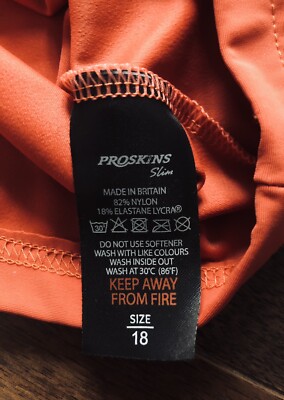 PROSKINS
Slim
MADE IN BRITAIN
82% NYLON
18% ELASTANE LYCRA®
30°
DO NOT USE SOFTENER
WASH WITH LIKE COLOURS
WASH INSIDE OUT
WASH AT 30°C (86°F)
KEEP AWAY
FROM FIRE
SIZE
18